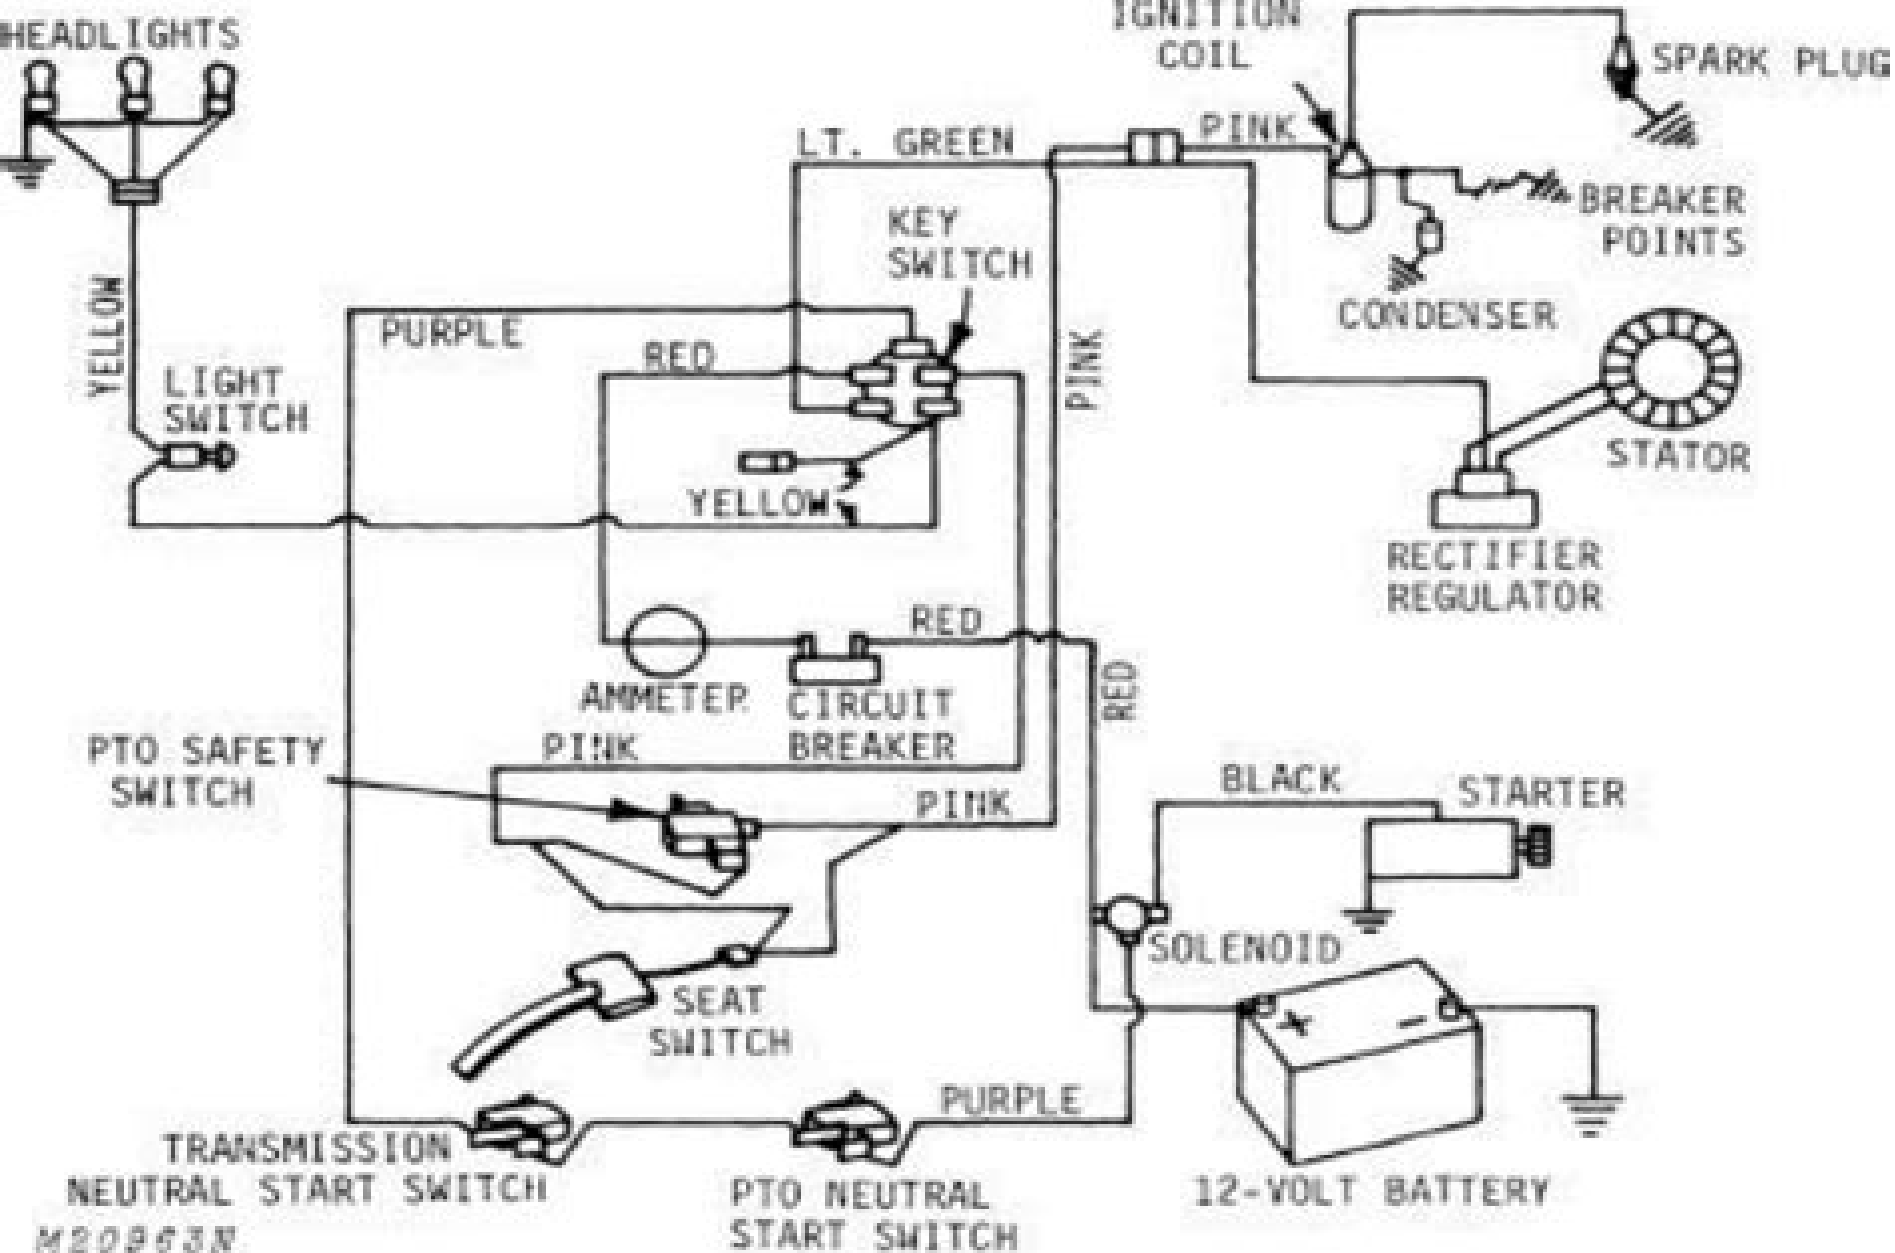 HEADLIGHTS
IGNITION
COIL
SPARK PLUG
LT. GREEN
PINK
BREAKER
POINTS
KEY
SWITCH
CONDENSER
YELLOW
PURPLE
RED
PINK
LIGHT
SWITCH
STATOR
YELLOW
RECTIFIER
REGULATOR
RED
RED
AMMETER
CIRCUIT
BREAKER
PTO SAFETY
SWITCH
PINK
PINK
BLACK
STARTER
SOLENOID
SEAT
SWITCH
+
-
PURPLE
TRANSMISSION
NEUTRAL START SWITCH
PTO NEUTRAL
START SWITCH
12-VOLT BATTERY
M20963N